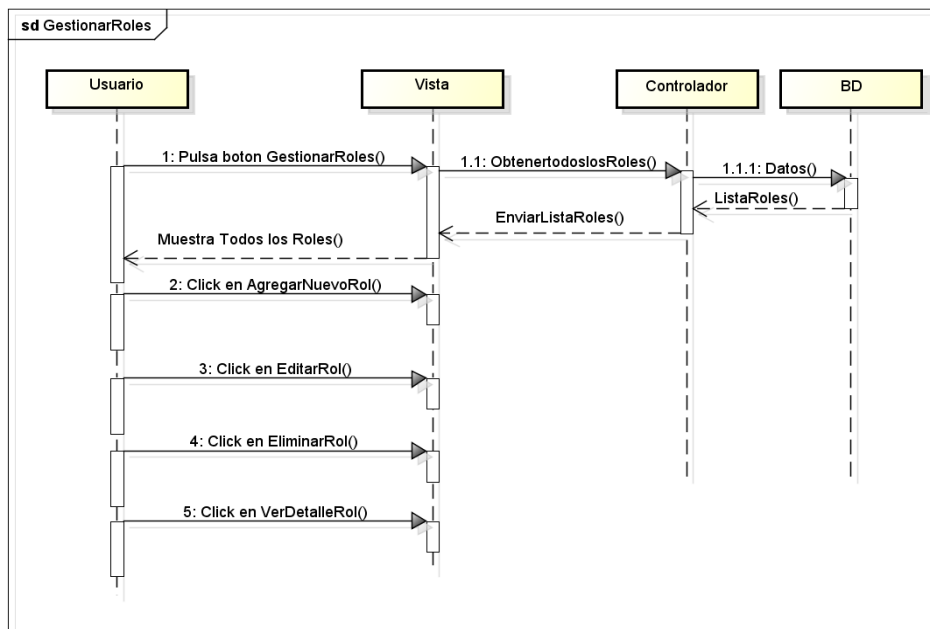 sd GestionarRoles
Usuario
Vista
Controlador
BD
1: Pulsa boton GestionarRoles()
1.1: ObtenertodoslosRoles()
1.1.1: Datos()
ListaRoles()
EnviarListaRoles()
Muestra Todos los Roles()
2: Click en AgregarNuevoRol()
3: Click en EditarRol()
4: Click en EliminarRol()
5: Click en VerDetalleRol()